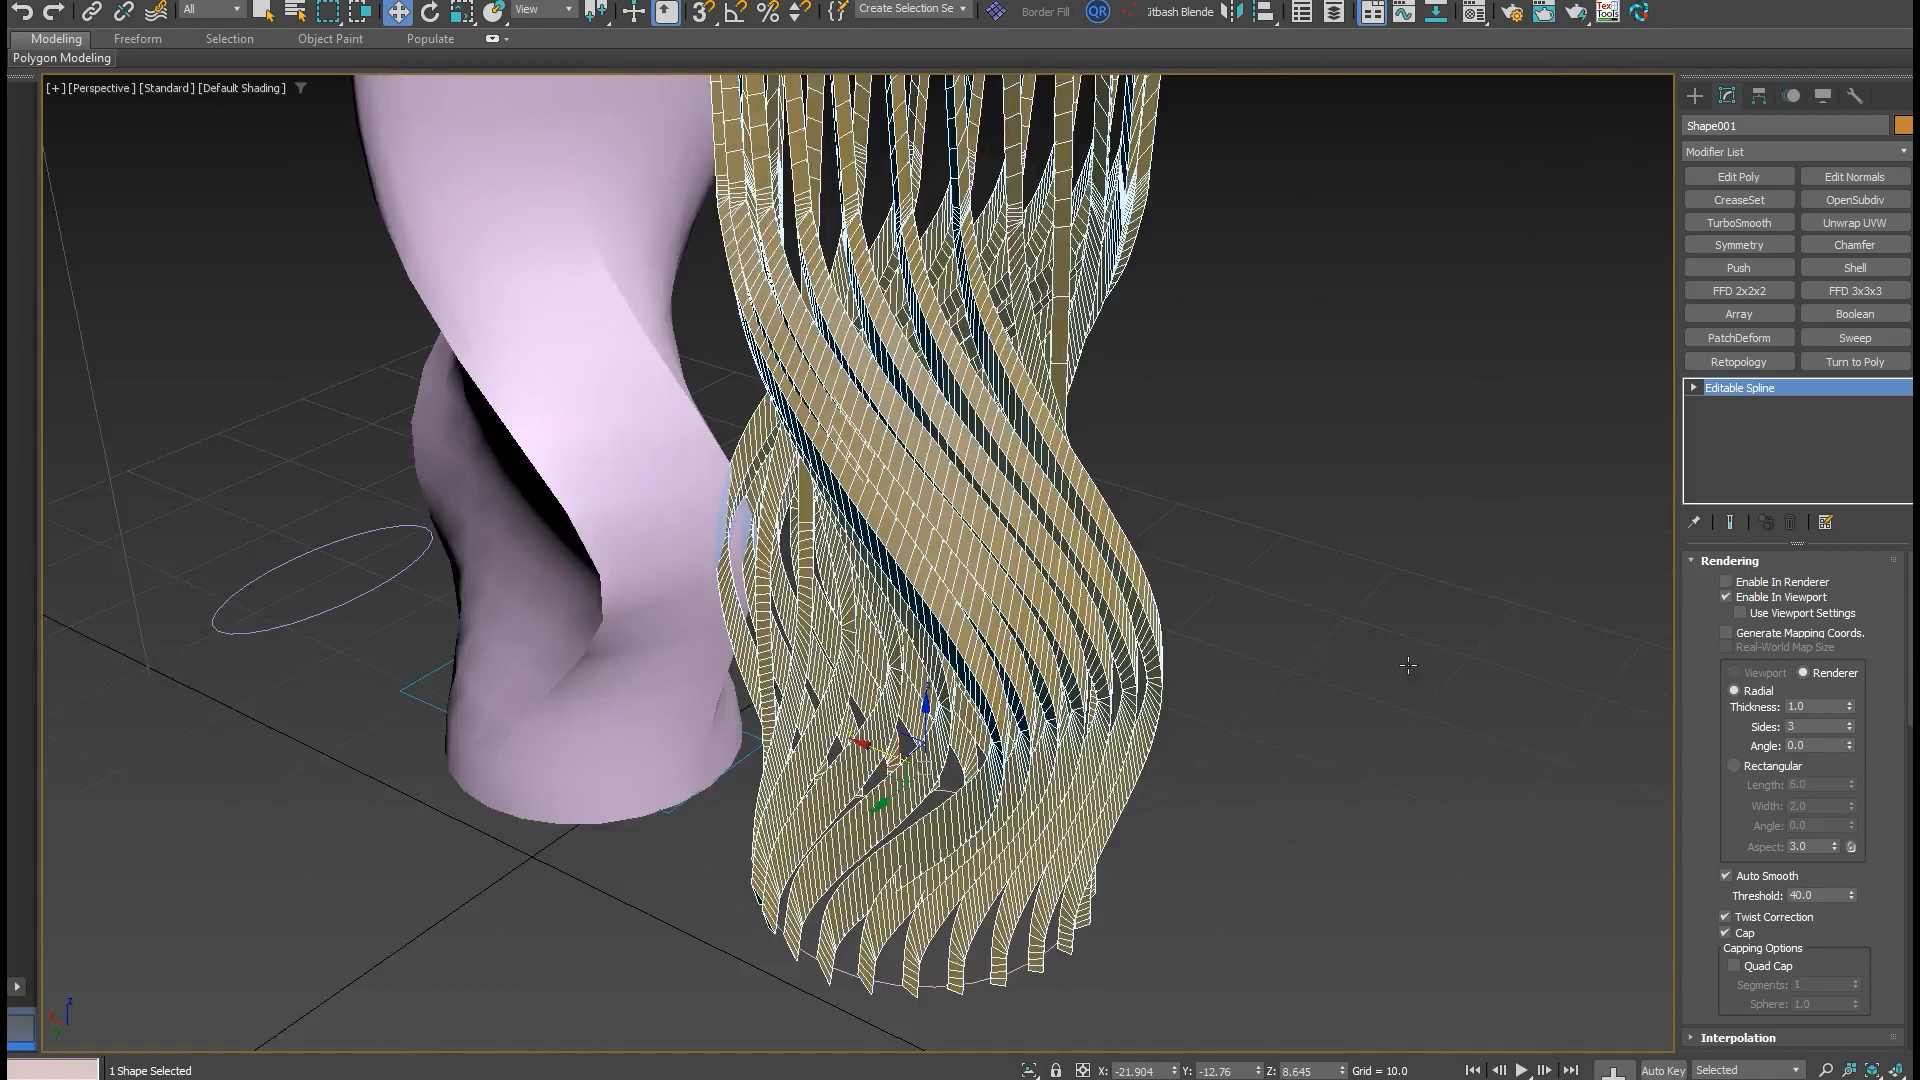 All
View
Create Selection Se
Border Fill
QR
itbash Blende
Tex
Tools
Modeling
Freeform
Selection
Object Paint
Populate
Polygon Modeling
[+] [Perspective ] [Standard ] [Default Shading ]
Shape001
Modifier List
Edit Poly
Edit Normals
CreaseSet
OpenSubdiv
TurboSmooth
Unwrap UVW
Symmetry
Chamfer
Push
Shell
FFD 2x2x2
FFD 3x3x3
Array
Boolean
PatchDeform
Sweep
Retopology
Turn to Poly
Editable Spline
Rendering
Enable In Renderer
Enable In Viewport
Use Viewport Settings
Generate Mapping Coords.
Real-World Map Size
Viewport
Renderer
Radial
Thickness: 1.0
Sides: 3
Angle: 0.0
Rectangular
Length: 6.0
Width: 2.0
Angle: 0.0
Aspect: 3.0
Auto Smooth
Threshold: 40.0
Twist Correction
Cap
Capping Options
Quad Cap
Segments: 1
Sphere: 1.0
Interpolation
z
1 Shape Selected
X: -21.904
Y: -12.76
Z: 8.645
Grid = 10.0
Auto Key
Selected